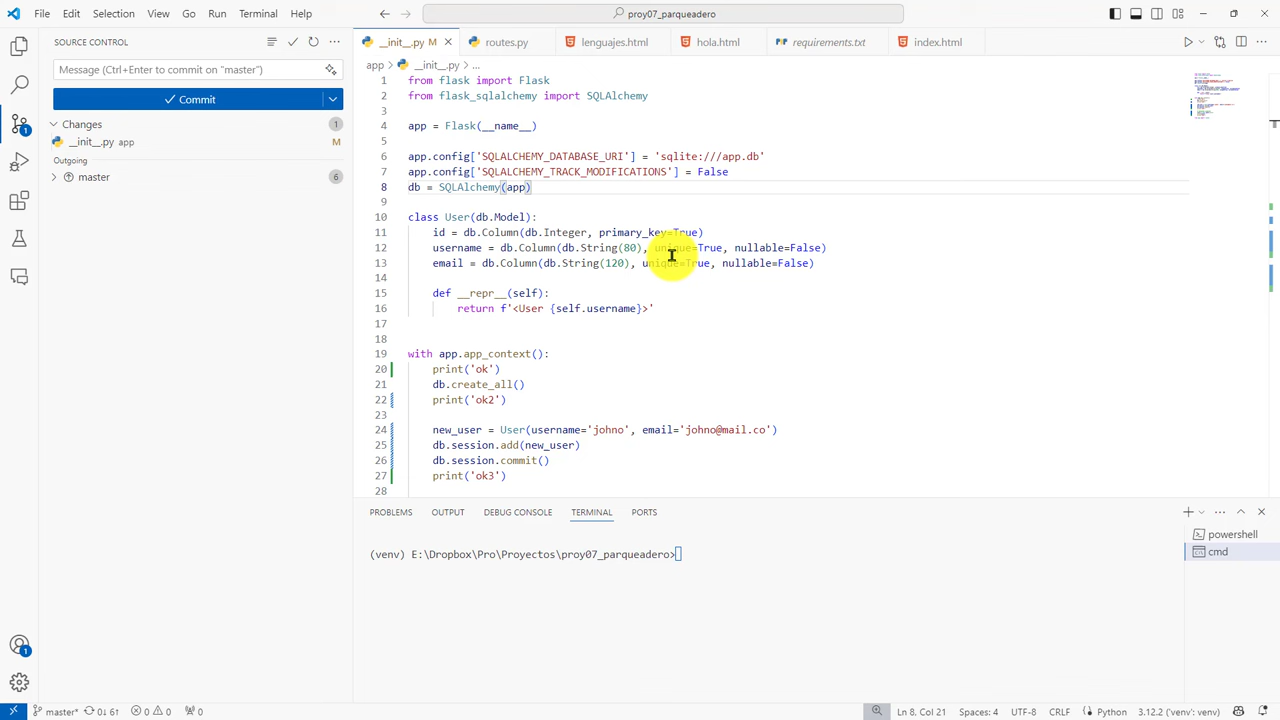 File Edit Selection View Go Run Terminal Help
proy07_parqueadero
SOURCE CONTROL
Message (Ctrl+Enter to commit on "master")
Commit
Changes 1
__init__.py app M
Outgoing
master 6
__init__.py M
routes.py
lenguajes.html
hola.html
requirements.txt
index.html
app > __init__.py > ...
1 from flask import Flask
2 from flask_sqlalchemy import SQLAlchemy
3
4 app = Flask(__name__)
5
6 app.config['SQLALCHEMY_DATABASE_URI'] = 'sqlite:///app.db'
7 app.config['SQLALCHEMY_TRACK_MODIFICATIONS'] = False
8 db = SQLAlchemy(app)
9
10 class User(db.Model):
11 id = db.Column(db.Integer, primary_key=True)
12 username = db.Column(db.String(80), unique=True, nullable=False)
13 email = db.Column(db.String(120), unique=True, nullable=False)
14
15 def __repr__(self):
16 return f'<User {self.username}>'
17
18
19 with app.app_context():
20 print('ok')
21 db.create_all()
22 print('ok2')
23
24 new_user = User(username='johno', email='johno@mail.co')
25 db.session.add(new_user)
26 db.session.commit()
27 print('ok3')
28
PROBLEMS OUTPUT DEBUG CONSOLE TERMINAL PORTS
(venv) E:\Dropbox\Pro\Proyectos\proy07_parqueadero>
powershell
cmd
1
1
master* 0↓ 6↑ 0 0 0
Ln 8, Col 21 Spaces: 4 UTF-8 CRLF Python 3.12.2 ('venv': venv)